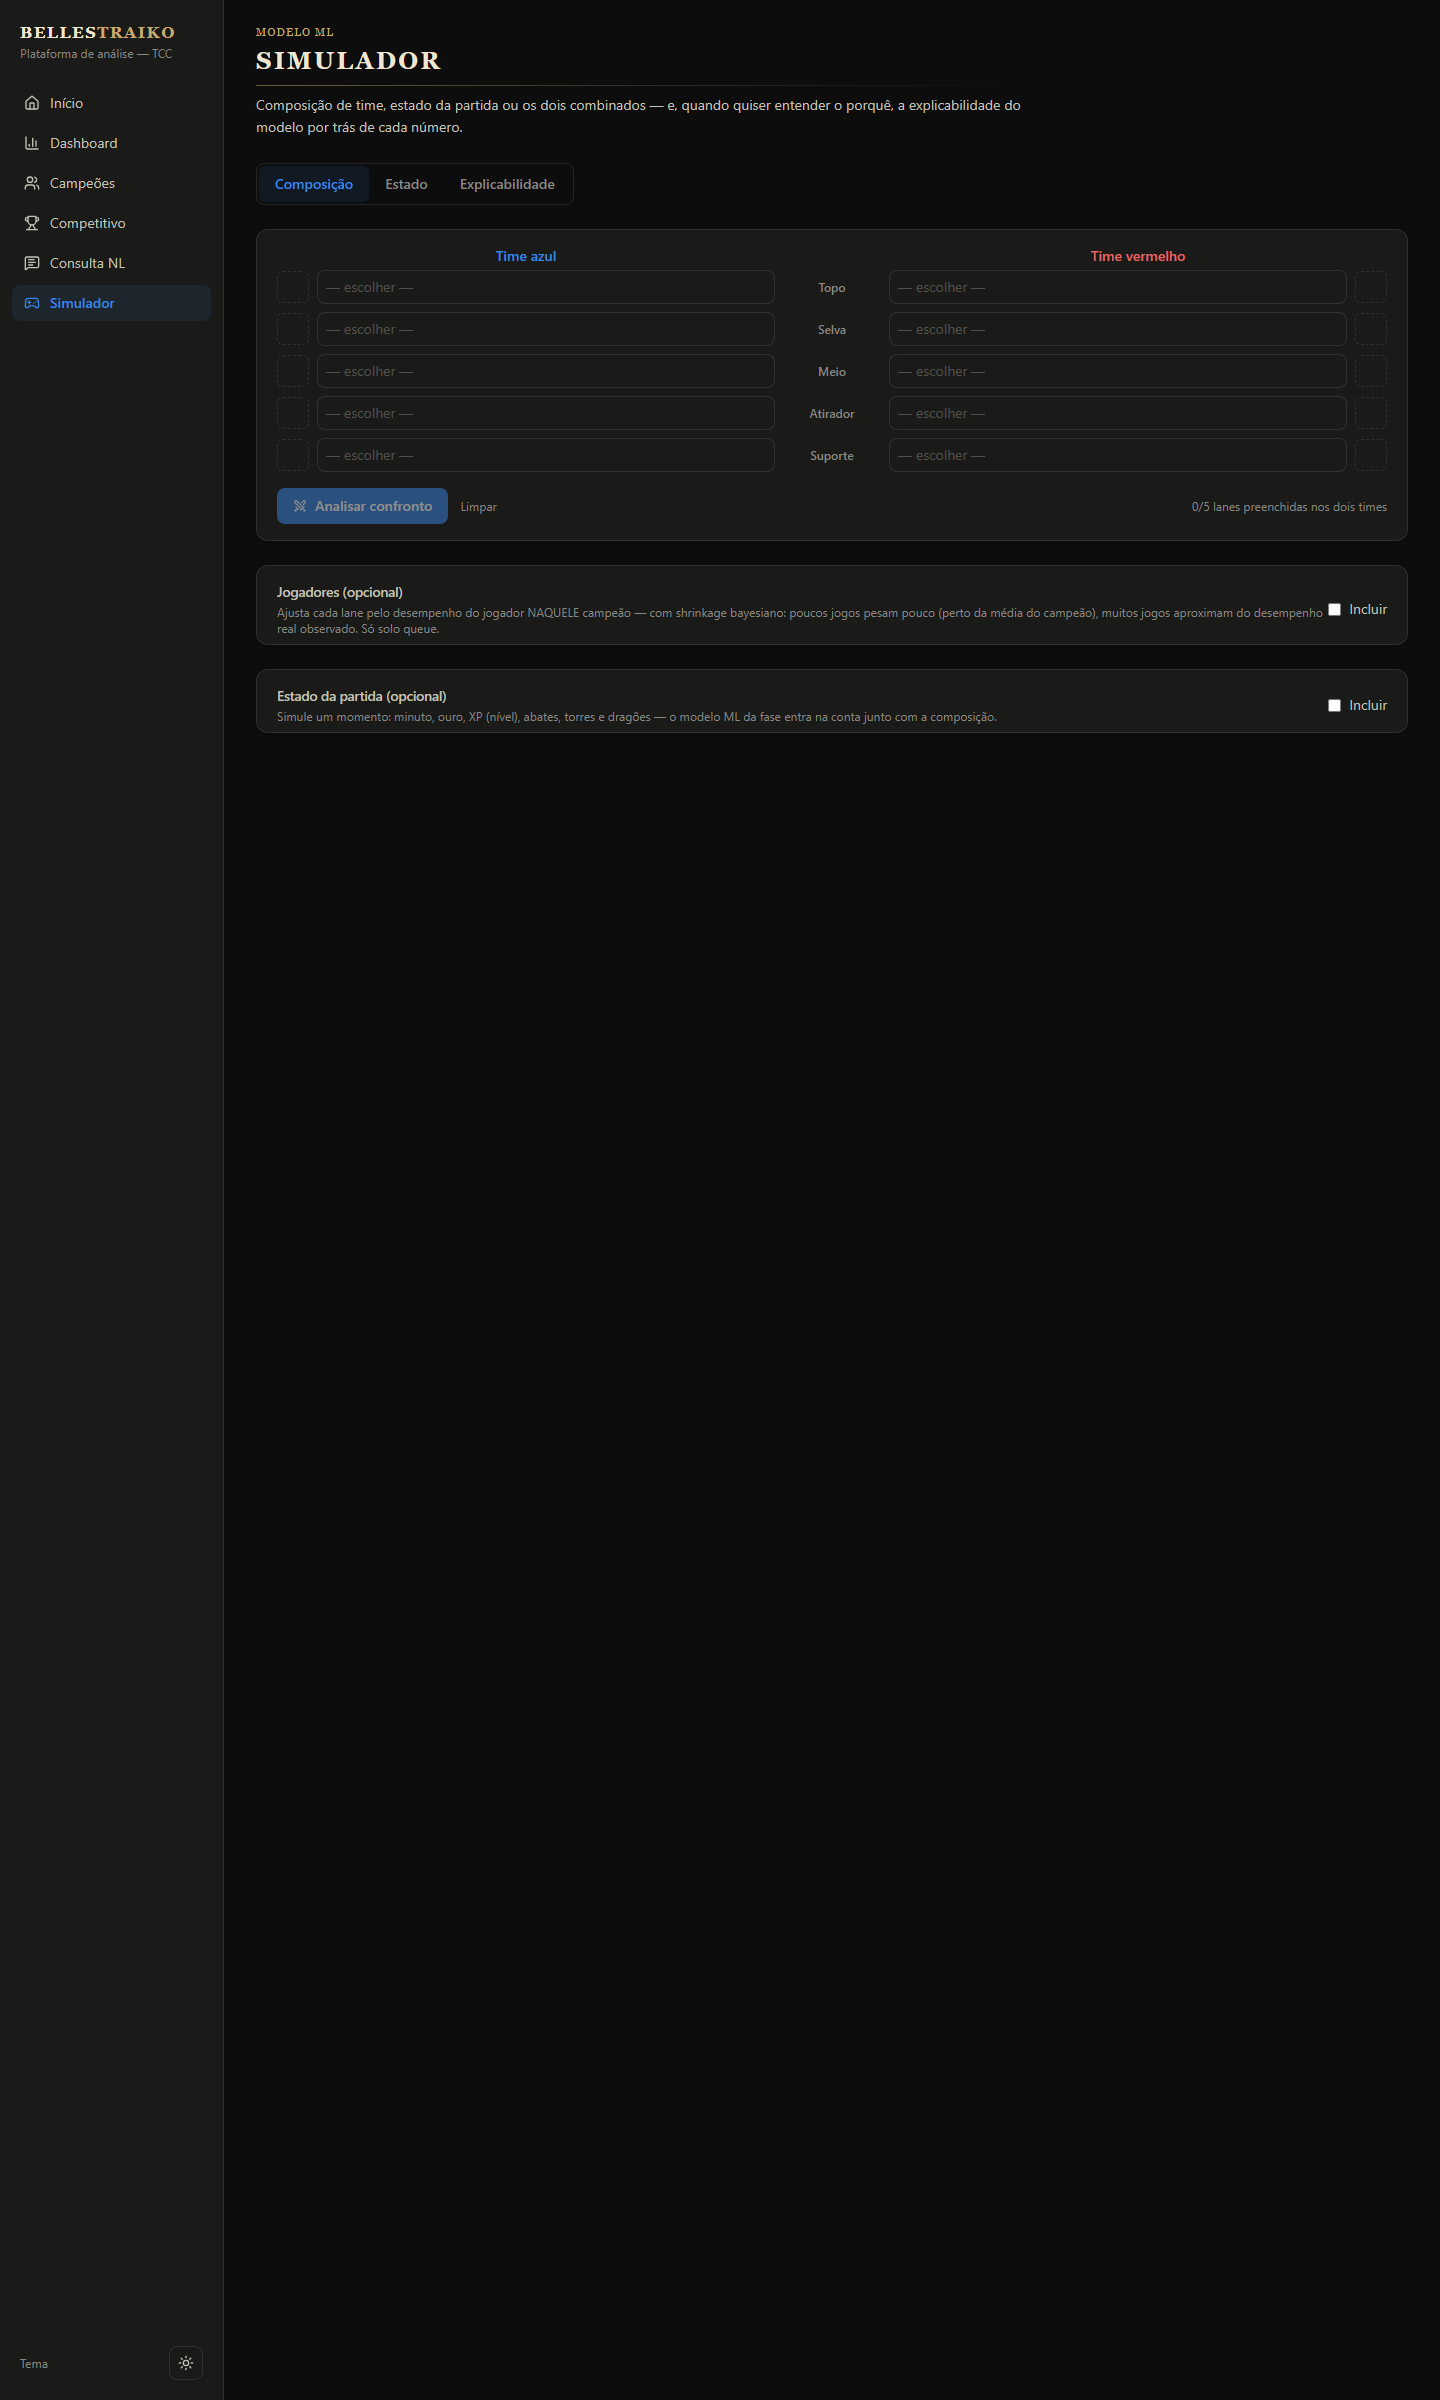 BELLESTRAIKO
Plataforma de análise — TCC
Início
Dashboard
Campeões
Competitivo
Consulta NL
Simulador
Tema
MODELO ML
SIMULADOR
Composição de time, estado da partida ou os dois combinados — e, quando quiser entender o porquê, a explicabilidade do
modelo por trás de cada número.
Composição Estado Explicabilidade
Time azul Time vermelho
— escolher — Topo — escolher —
— escolher — Selva — escolher —
— escolher — Meio — escolher —
— escolher — Atirador — escolher —
— escolher — Suporte — escolher —
Analisar confronto Limpar 0/5 lanes preenchidas nos dois times
Jogadores (opcional)
Ajusta cada lane pelo desempenho do jogador NAQUELE campeão — com shrinkage bayesiano: poucos jogos pesam pouco (perto da média do campeão), muitos jogos aproximam do desempenho
real observado. Só solo queue.
Incluir
Estado da partida (opcional)
Simule um momento: minuto, ouro, XP (nível), abates, torres e dragões — o modelo ML da fase entra na conta junto com a composição.
Incluir